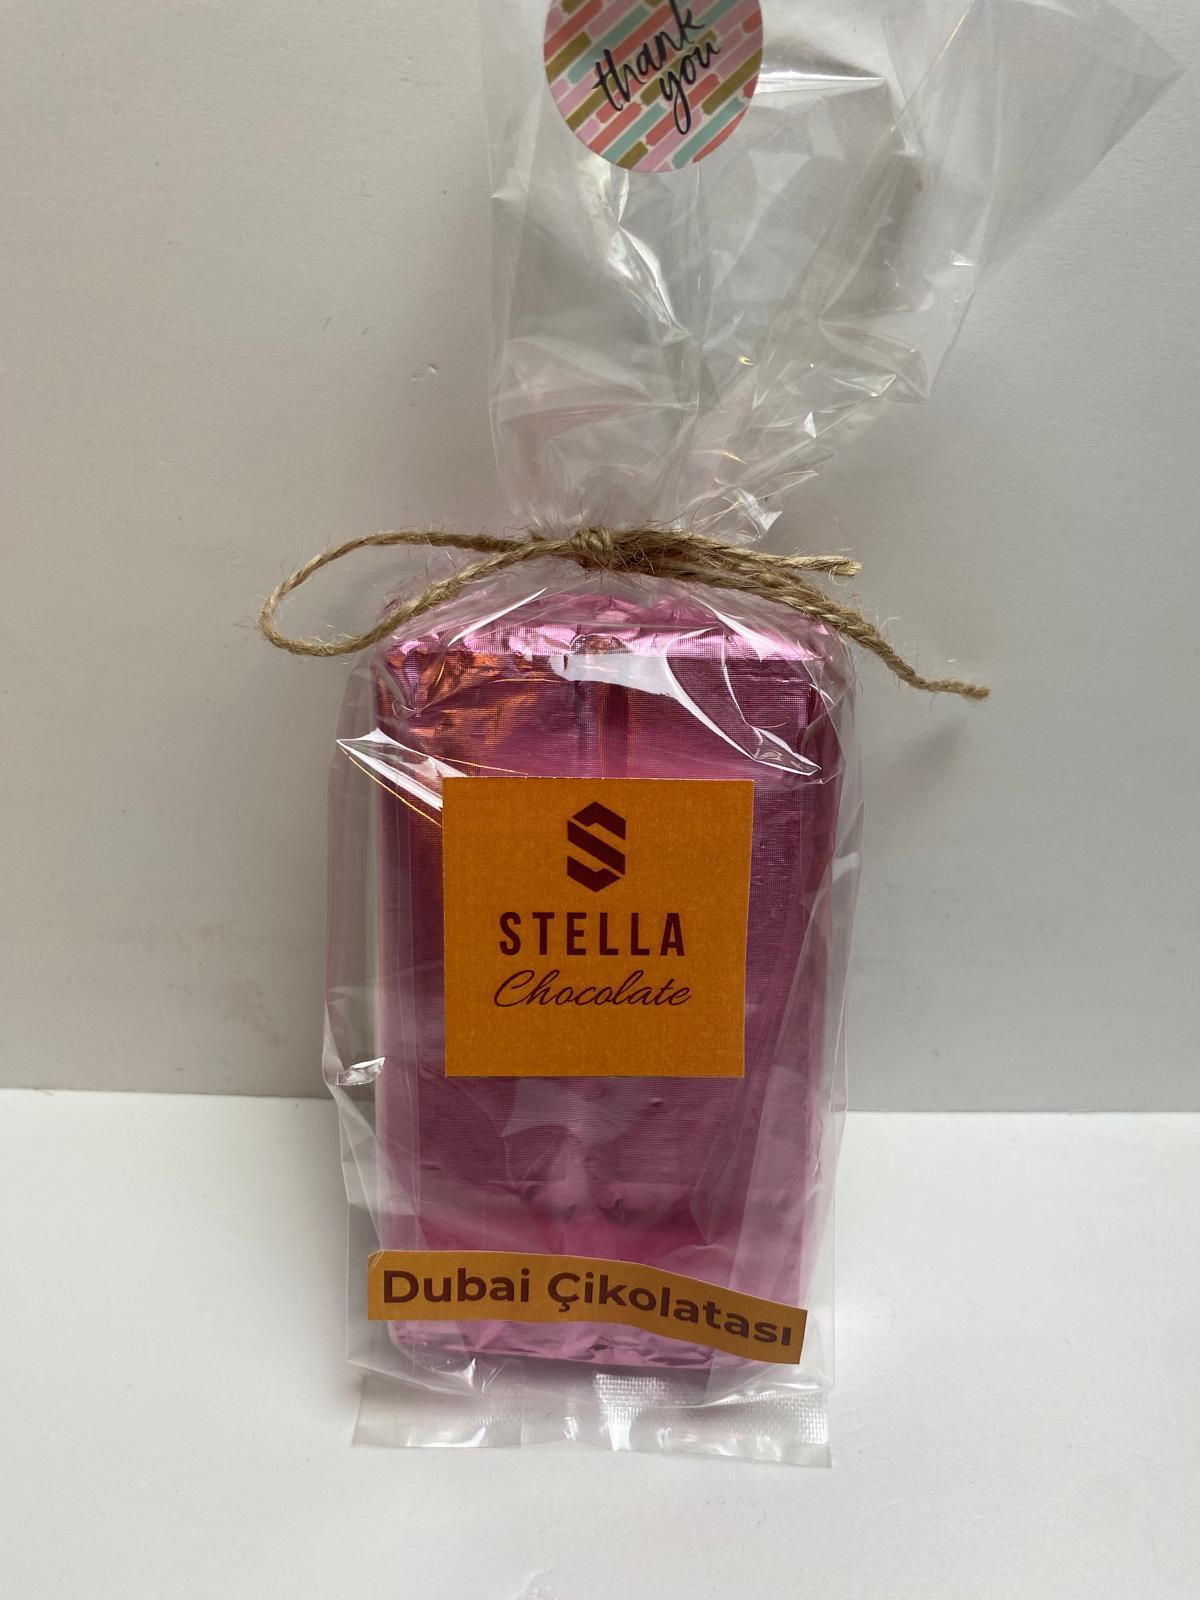 thank
you
STELLA
Chocolate
Dubai Çikolatası